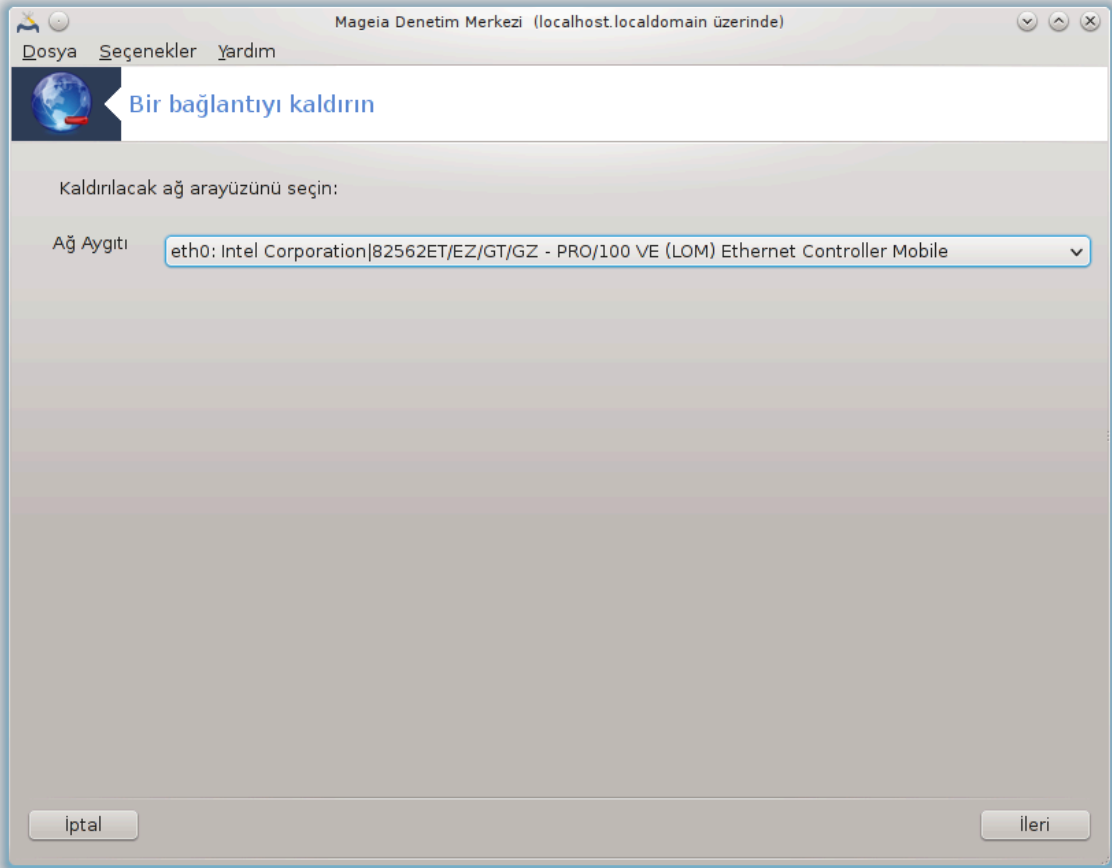 Mageia Denetim Merkezi (localhost.localdomain üzerinde)
Dosya Seçenekler Yardım
Bir bağlantıyı kaldırın
Kaldırılacak ağ arayüzünü seçin:
Ağ Aygıtı eth0: Intel Corporation|82562ET/EZ/GT/GZ - PRO/100 VE (LOM) Ethernet Controller Mobile
İptal İleri